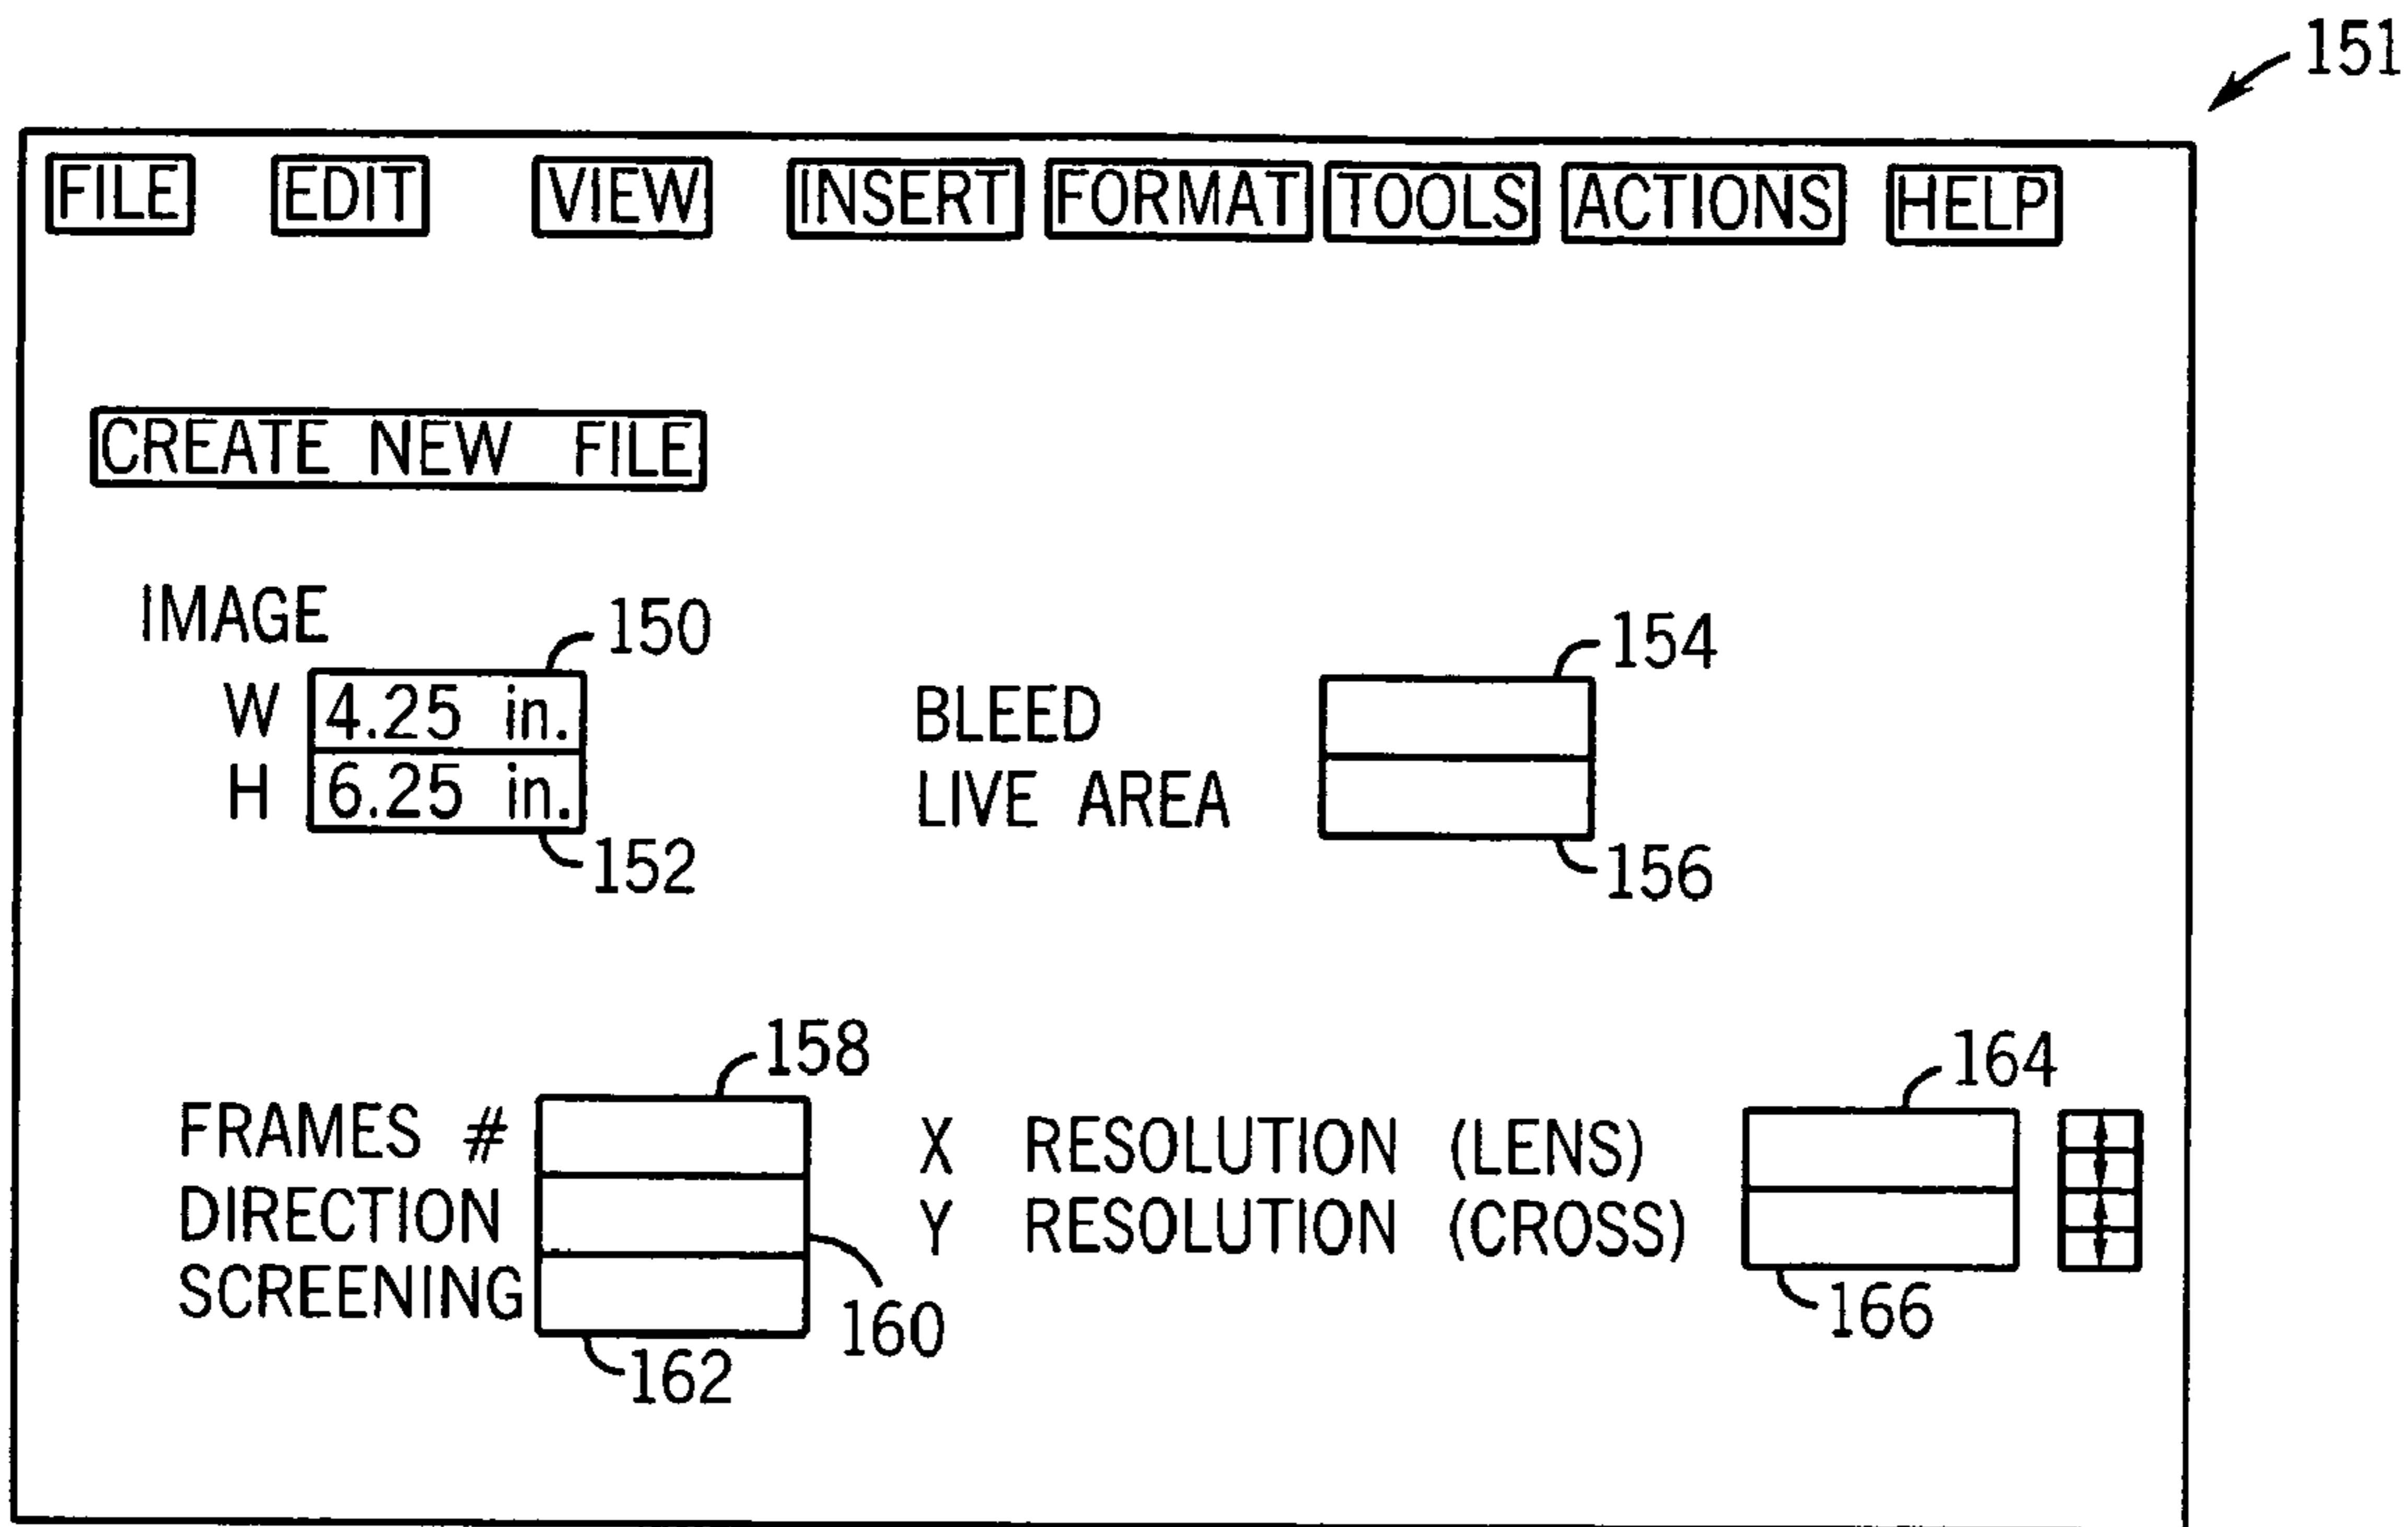 151
FILE EDIT VIEW INSERT FORMAT TOOLS ACTIONS HELP
CREATE NEW FILE
IMAGE
150
154
W 4.25 in. BLEED
H 6.25 in. LIVE AREA
152
156
158
164
FRAMES # X RESOLUTION (LENS)
DIRECTION Y RESOLUTION (CROSS)
SCREENING
160
166
162